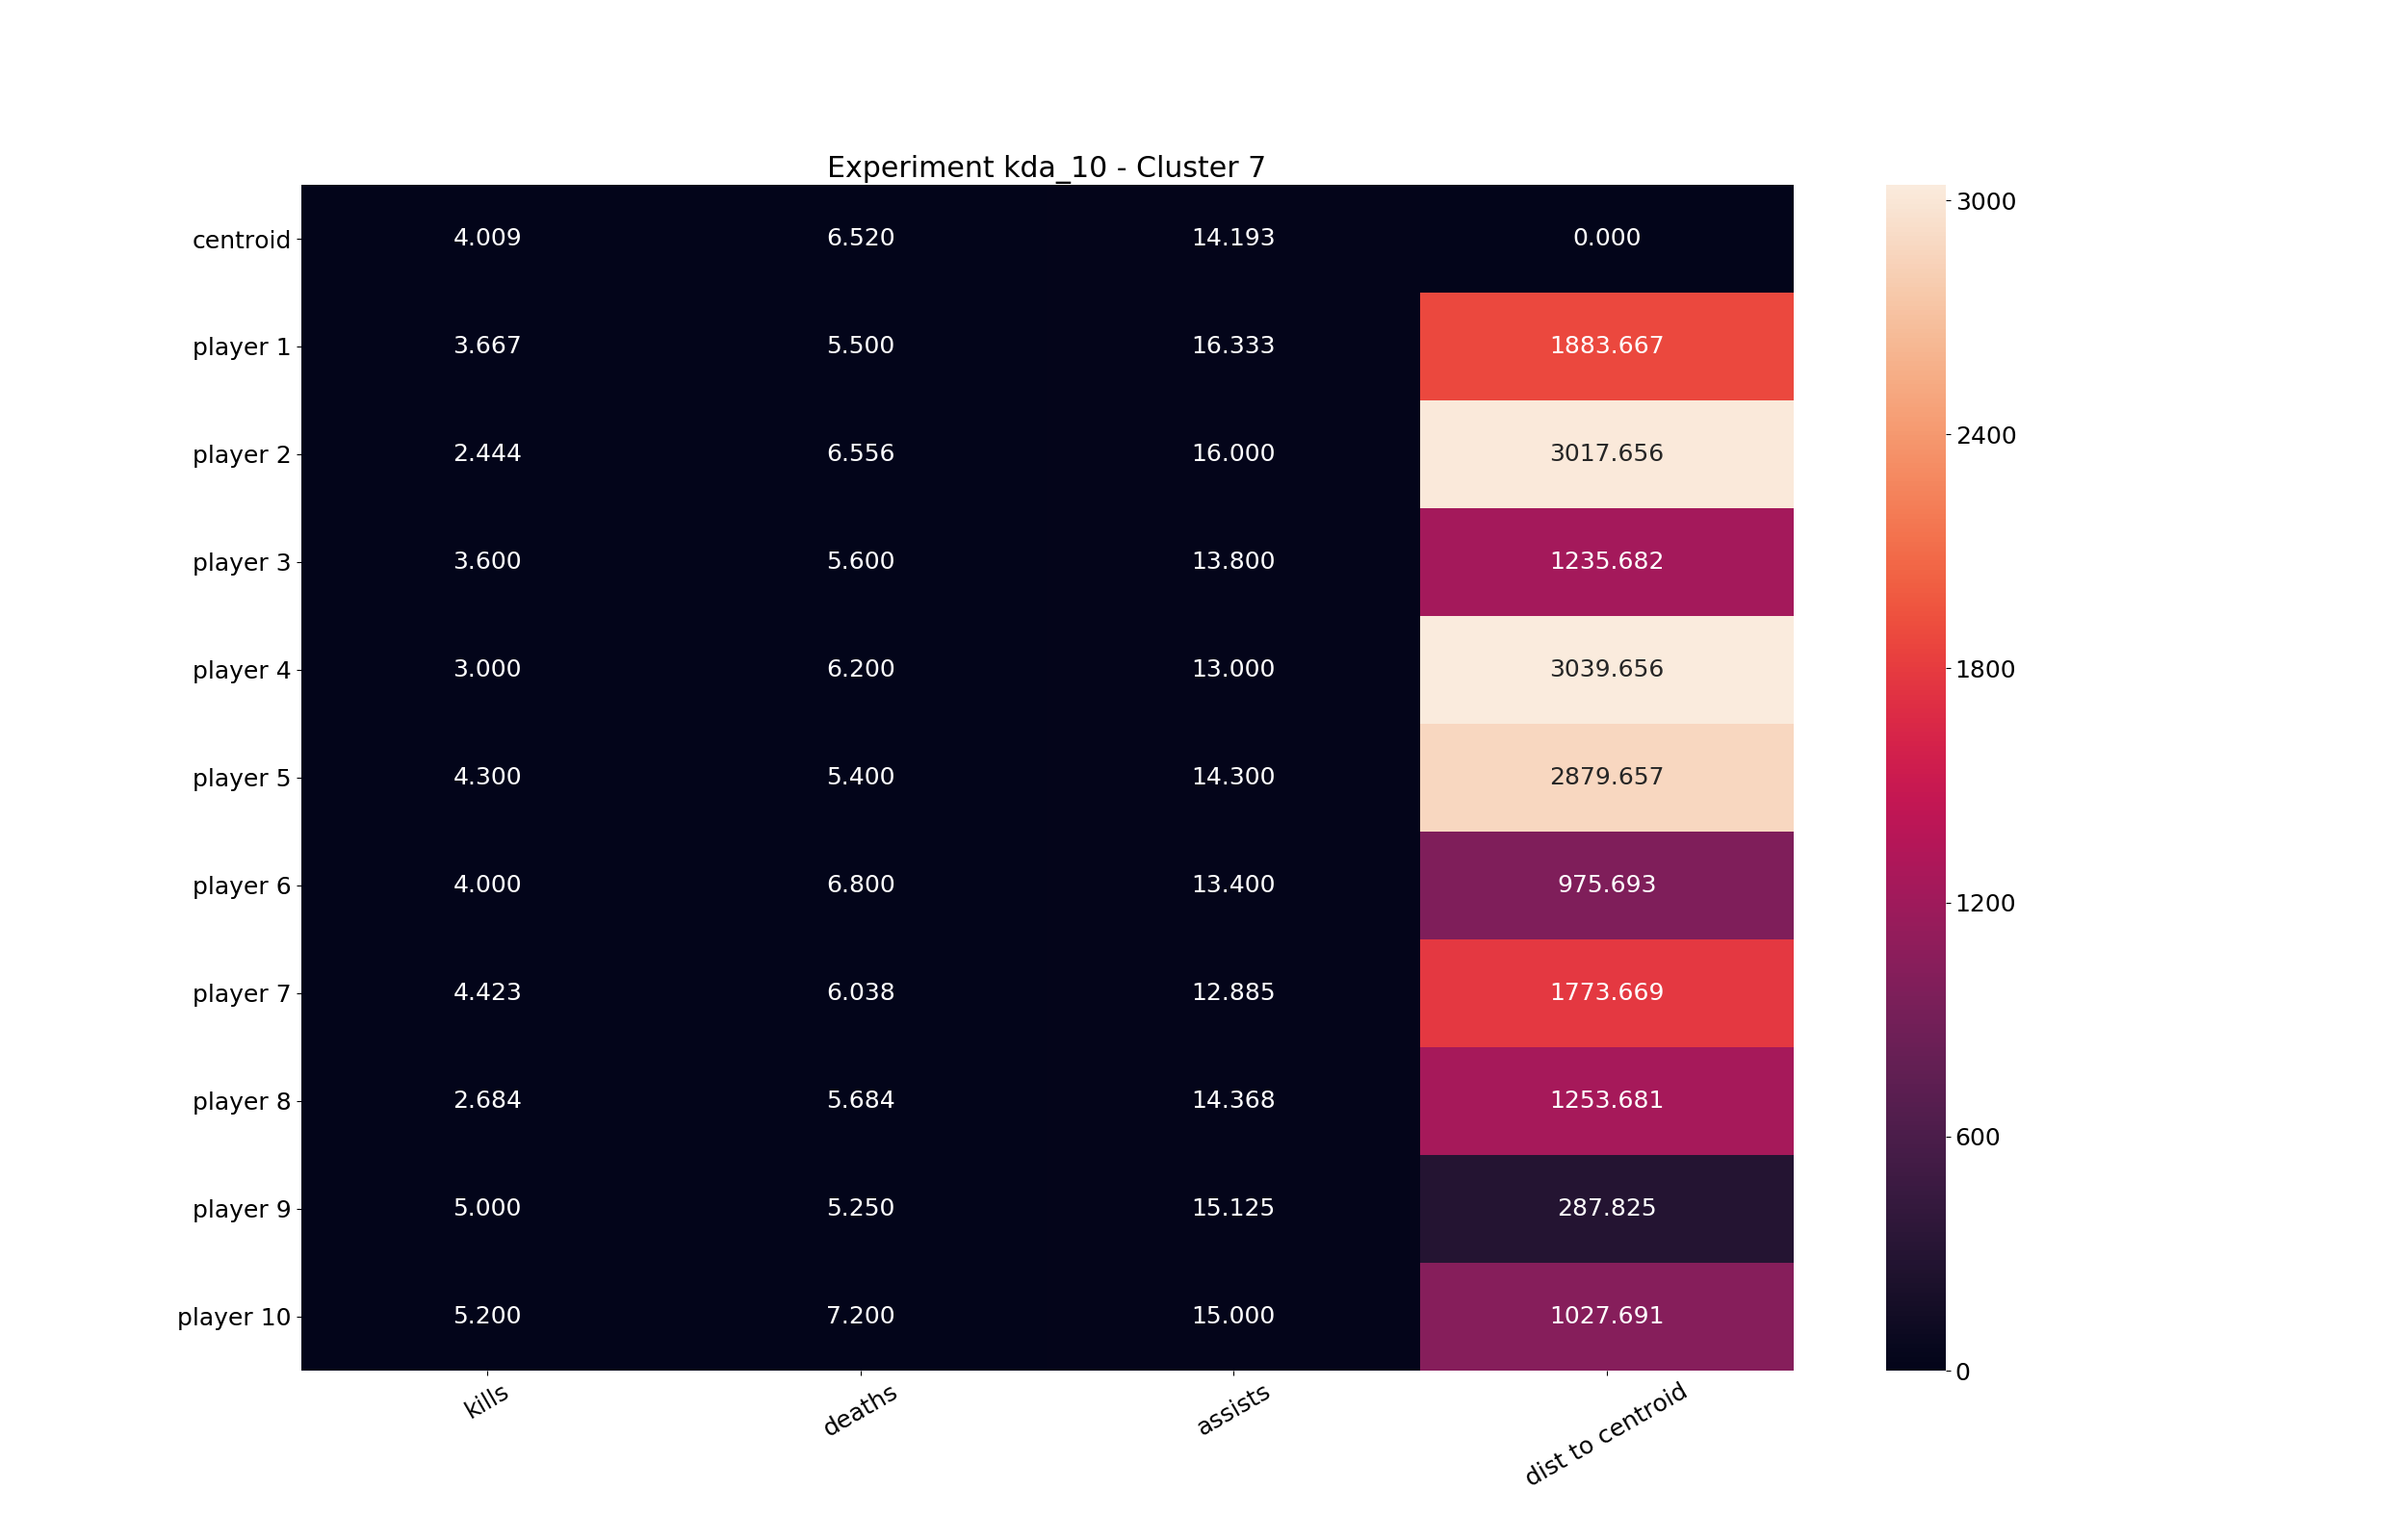 Experiment kda_10 - Cluster 7
centroid 4.009 6.520 14.193 0.000
player 1 3.667 5.500 16.333 1883.667
player 2 2.444 6.556 16.000 3017.656
player 3 3.600 5.600 13.800 1235.682
player 4 3.000 6.200 13.000 3039.656
player 5 4.300 5.400 14.300 2879.657
player 6 4.000 6.800 13.400 975.693
player 7 4.423 6.038 12.885 1773.669
player 8 2.684 5.684 14.368 1253.681
player 9 5.000 5.250 15.125 287.825
player 10 5.200 7.200 15.000 1027.691
kills deaths assists dist to centroid
3000
2400
1800
1200
600
0